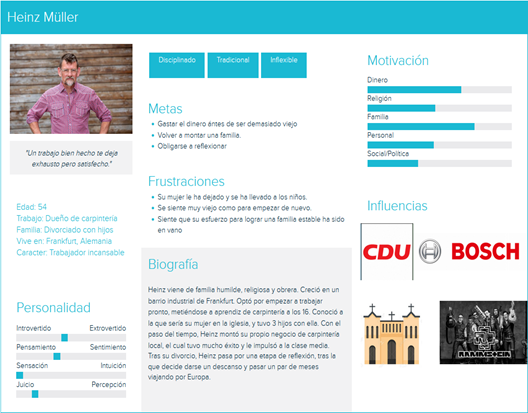 Heinz Müller
"Un trabajo bien hecho te deja
exhausto pero satisfecho."
Edad: 54
Trabajo: Dueño de carpintería
Familia: Divorciado con hijos
Vive en: Frankfurt, Alemania
Caracter: Trabajador incansable
Personalidad
Introvertido Extrovertido
Pensamiento Sentimiento
Sensación Intuición
Juicio Percepción
Disciplinado Tradicional Inflexible
Metas
Gastar el dinero antes de ser demasiado viejo
Volver a montar una familia.
Obligarse a reflexionar
Frustraciones
Su mujer le ha dejado y se ha llevado a los niños.
Se siente muy viejo como para empezar de nuevo.
Siente que su esfuerzo para lograr una familia estable ha sido
en vano
Biografía
Heinz viene de familia humilde, religiosa y obrera. Creció en un
barrio industrial de Frankfurt. Optó por empezar a trabajar
pronto, metiéndose a aprendiz de carpintería a los 16. Conoció a
la que sería su mujer en la iglesia, y tuvo 3 hijos con ella. Con el
paso del tiempo, Heinz montó su propio negocio de carpintería
local, el cual tuvo mucho éxito y le impulsó a la clase media.
Tras su divorcio, Heinz pasa por una etapa de reflexión, tras la
que decide darse un descanso y pasar un par de meses
viajando por Europa.
Motivación
Dinero
Religión
Familia
Personal
Social/Política
Influencias
CDU
BOSCH
RAMMSTEIN